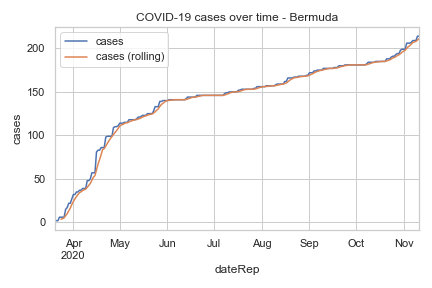 COVID-19 cases over time - Bermuda
cases
cases (rolling)
200
150
100
50
0
cases
Apr May Jun Jul Aug Sep Oct Nov
2020
dateRep